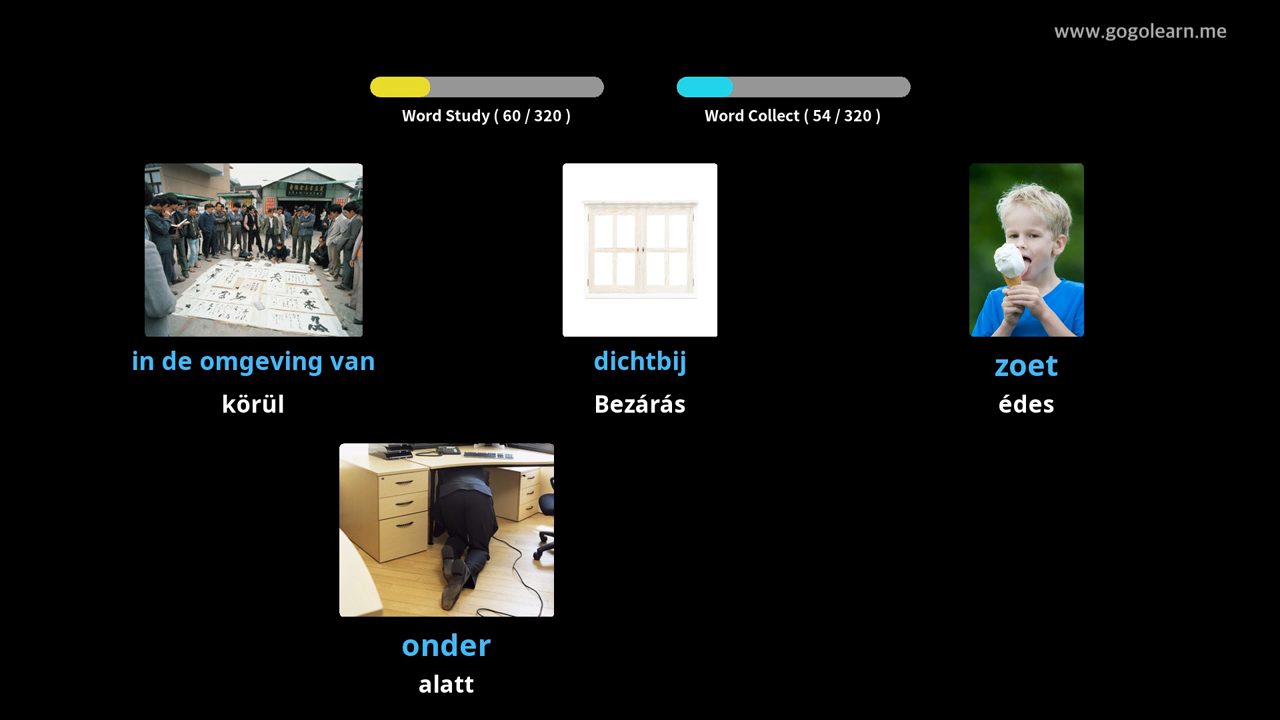 www.gogolearn.me
Word Study ( 60 / 320 )
Word Collect ( 54 / 320 )
in de omgeving van
körül
dichtbij
Bezárás
zoet
édes
onder
alatt